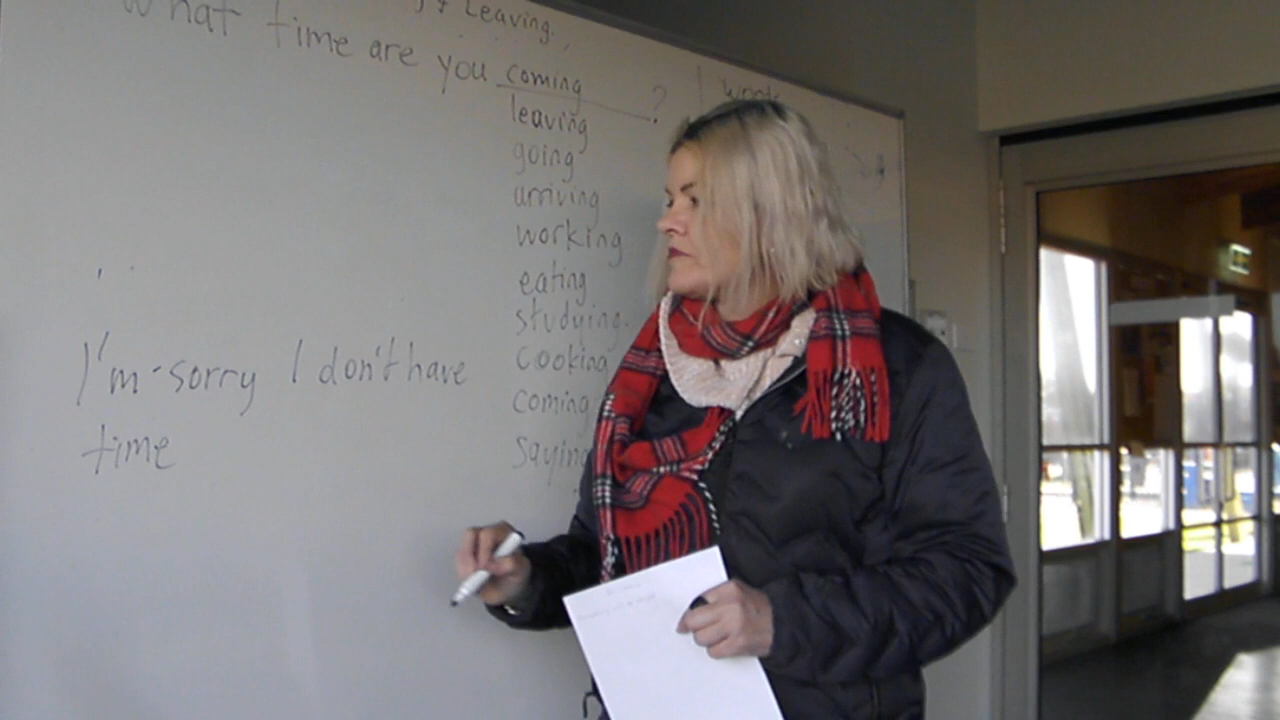 & Leaving.
What time are you coming ?
leaving
going
arriving
working
eating
studying.
cooking
coming
saying
I'm sorry I don't have
time